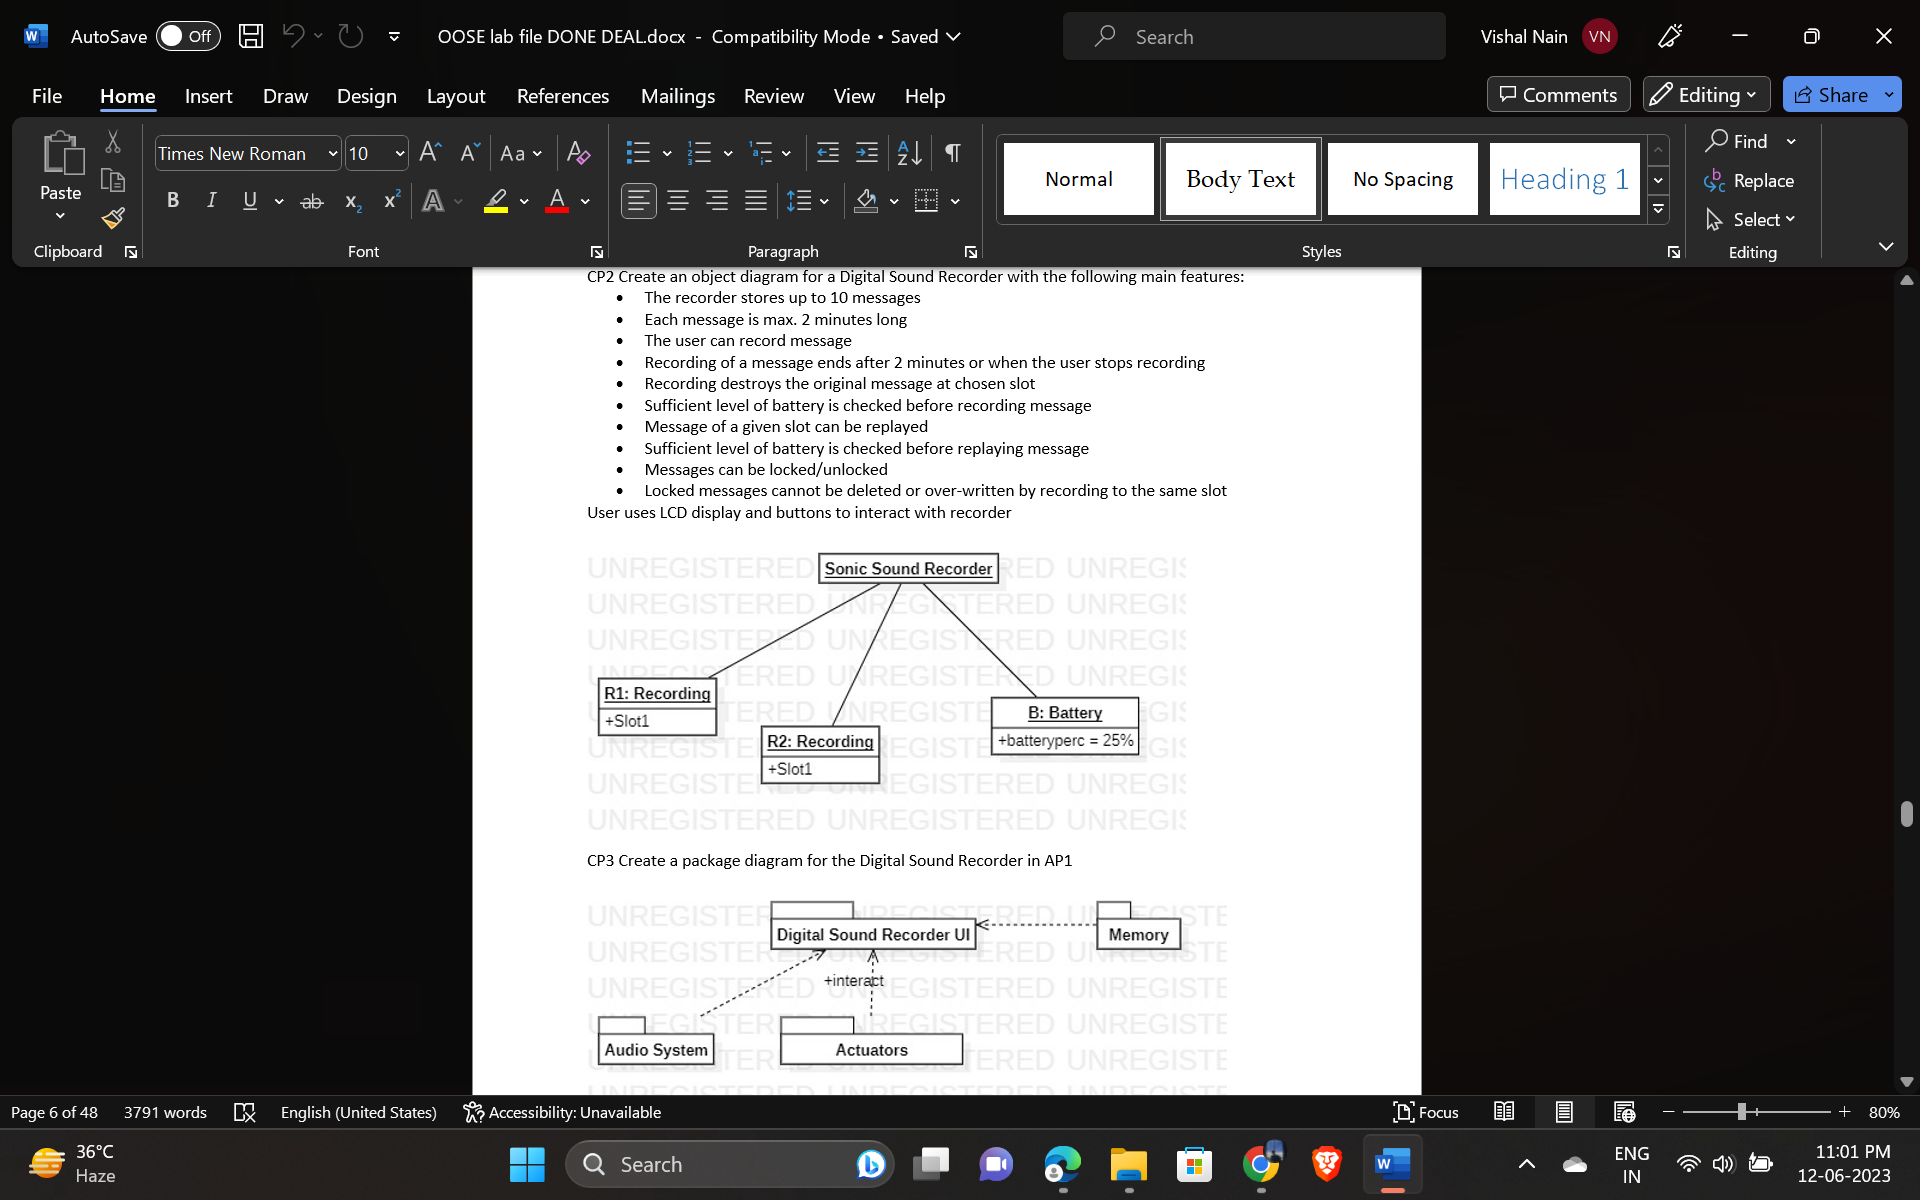 AutoSave Off OOSE lab file DONE DEAL.docx - Compatibility Mode • Saved Search Vishal Nain VN
File Home Insert Draw Design Layout References Mailings Review View Help Comments Editing Share
Times New Roman 10 Aa
Paste
B I U ab x2 x2 A A
Normal Body Text No Spacing Heading 1
Find
Replace
Select
Clipboard Font Paragraph Styles Editing
CP2 Create an object diagram for a Digital Sound Recorder with the following main features:
• The recorder stores up to 10 messages
• Each message is max. 2 minutes long
• The user can record message
• Recording of a message ends after 2 minutes or when the user stops recording
• Recording destroys the original message at chosen slot
• Sufficient level of battery is checked before recording message
• Message of a given slot can be replayed
• Sufficient level of battery is checked before replaying message
• Messages can be locked/unlocked
• Locked messages cannot be deleted or over-written by recording to the same slot
User uses LCD display and buttons to interact with recorder
UNREGISTERED
Sonic Sound Recorder
R1: Recording
+Slot1
R2: Recording
+Slot1
B: Battery
+batteryperc = 25%
CP3 Create a package diagram for the Digital Sound Recorder in AP1
Digital Sound Recorder UI
Memory
+interact
Audio System
Actuators
Page 6 of 48 3791 words English (United States) Accessibility: Unavailable Focus 80%
36°C
Haze
Search
ENG
IN
11:01 PM
12-06-2023